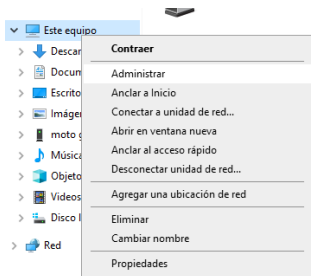 Este equipo
Descar
Contraer
Docum
Administrar
Escrito
Anclar a Inicio
Imáger
Conectar a unidad de red...
moto g
Abrir en ventana nueva
Música
Anclar al acceso rápido
Objeto
Desconectar unidad de red...
Videos
Agregar una ubicación de red
Disco l
Eliminar
Red
Cambiar nombre
Propiedades